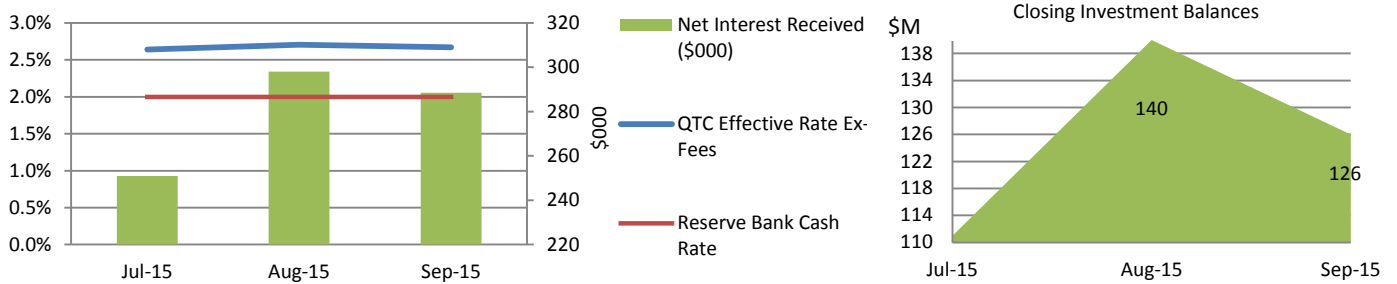 3.0%
2.5%
2.0%
1.5%
1.0%
0.5%
0.0%
Jul-15
Aug-15
Sep-15
320
300
280
260
240
220
$000
Net Interest Received
($000)
QTC Effective Rate Ex-
Fees
Reserve Bank Cash
Rate
Closing Investment Balances
$M
138
134
130
126
122
118
114
110
140
126
Jul-15
Aug-15
Sep-15